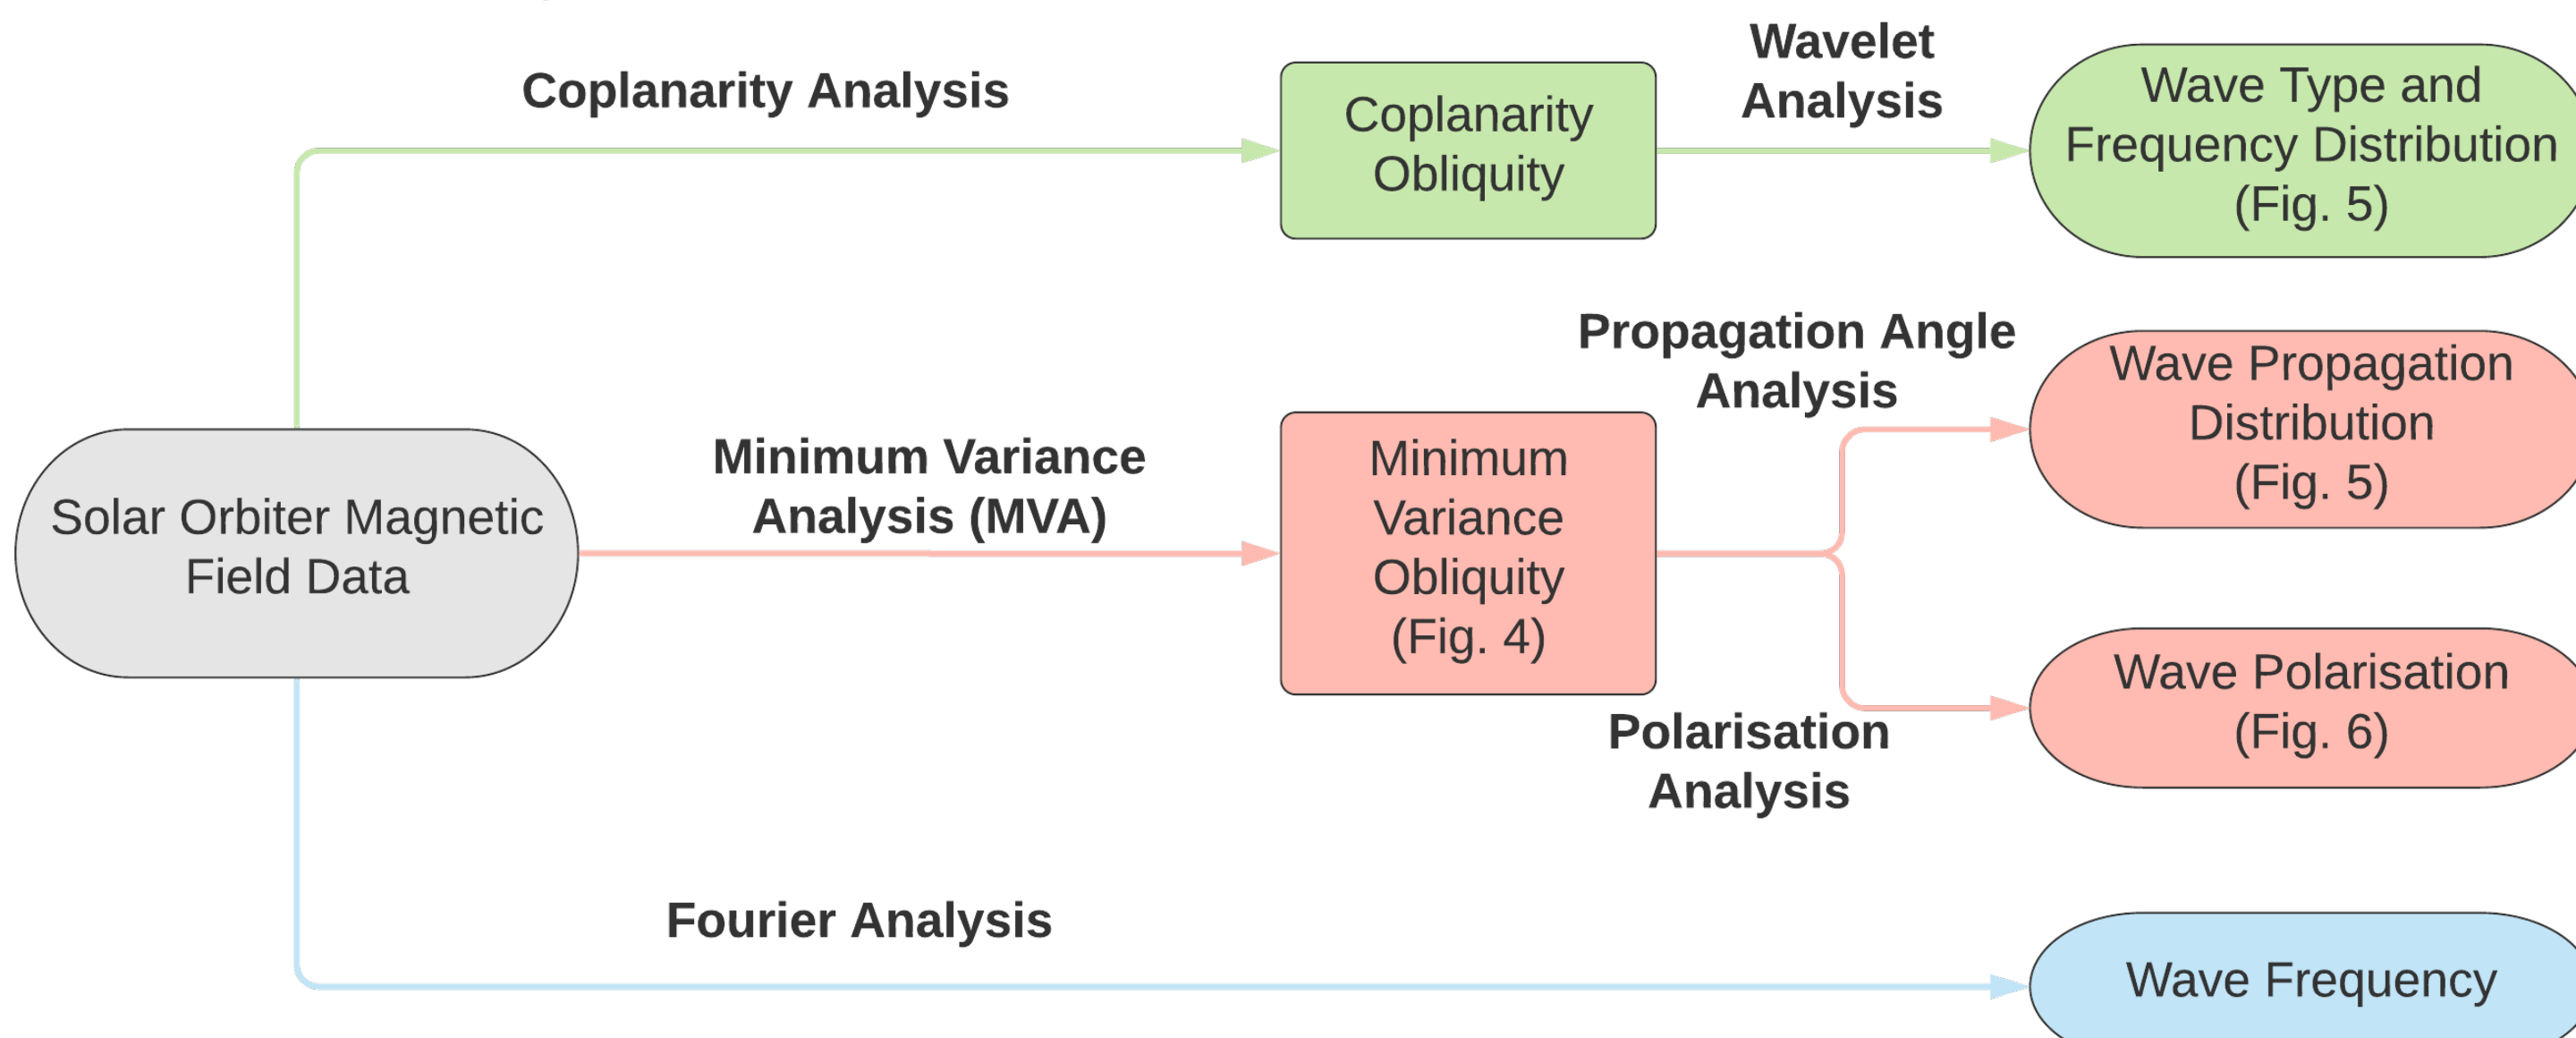 Coplanarity Analysis
Coplanarity
Obliquity
Wavelet
Analysis
Wave Type and
Frequency Distribution
(Fig. 5)
Solar Orbiter Magnetic
Field Data
Minimum Variance
Analysis (MVA)
Minimum
Variance
Obliquity
(Fig. 4)
Propagation Angle
Analysis
Wave Propagation
Distribution
(Fig. 5)
Polarisation
Analysis
Wave Polarisation
(Fig. 6)
Fourier Analysis
Wave Frequency